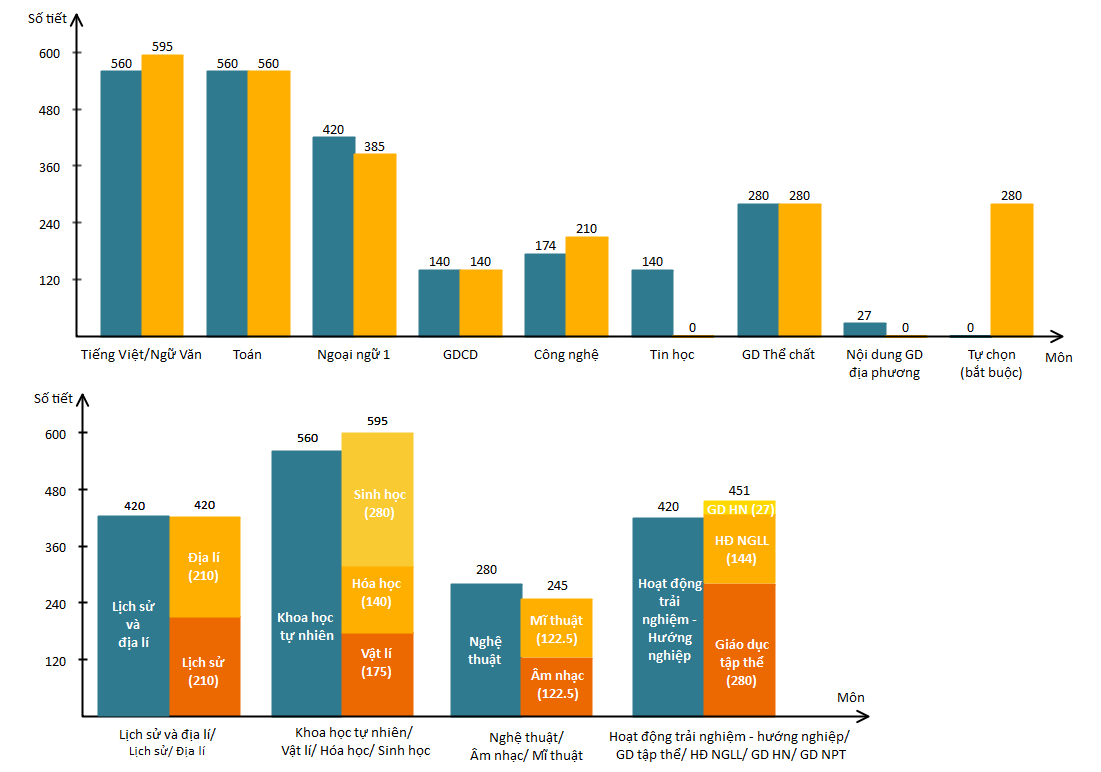 Số tiết
600
480
360
240
120
560
595
560
560
420
385
140
140
174
210
140
0
280
280
27
0
0
280
Tiếng Việt/Ngữ Văn
Toán
Ngoại ngữ 1
GDCD
Công nghệ
Tin học
GD Thể chất
Nội dung GD
địa phương
Tự chọn
(bắt buộc)
Môn
Số tiết
600
480
360
240
120
420
420
Lịch sử
và
địa lí
Địa lí
(210)
Lịch sử
(210)
560
595
Khoa học
tự nhiên
Sinh học
(280)
Hóa học
(140)
Vật lí
(175)
280
245
Nghệ
thuật
Mĩ thuật
(122.5)
Âm nhạc
(122.5)
420
451
Hoạt động
trải
nghiệm -
Hướng
nghiệp
GD HN (27)
HĐ NGLL
(144)
Giáo dục
tập thể
(280)
Môn
Lịch sử và địa lí/
Lịch sử/ Địa lí
Khoa học tự nhiên/
Vật lí/ Hóa học/ Sinh học
Nghệ thuật/
Âm nhạc/ Mĩ thuật
Hoạt động trải nghiệm - hướng nghiệp/
GD tập thể/ HĐ NGLL/ GD HN/ GD NPT